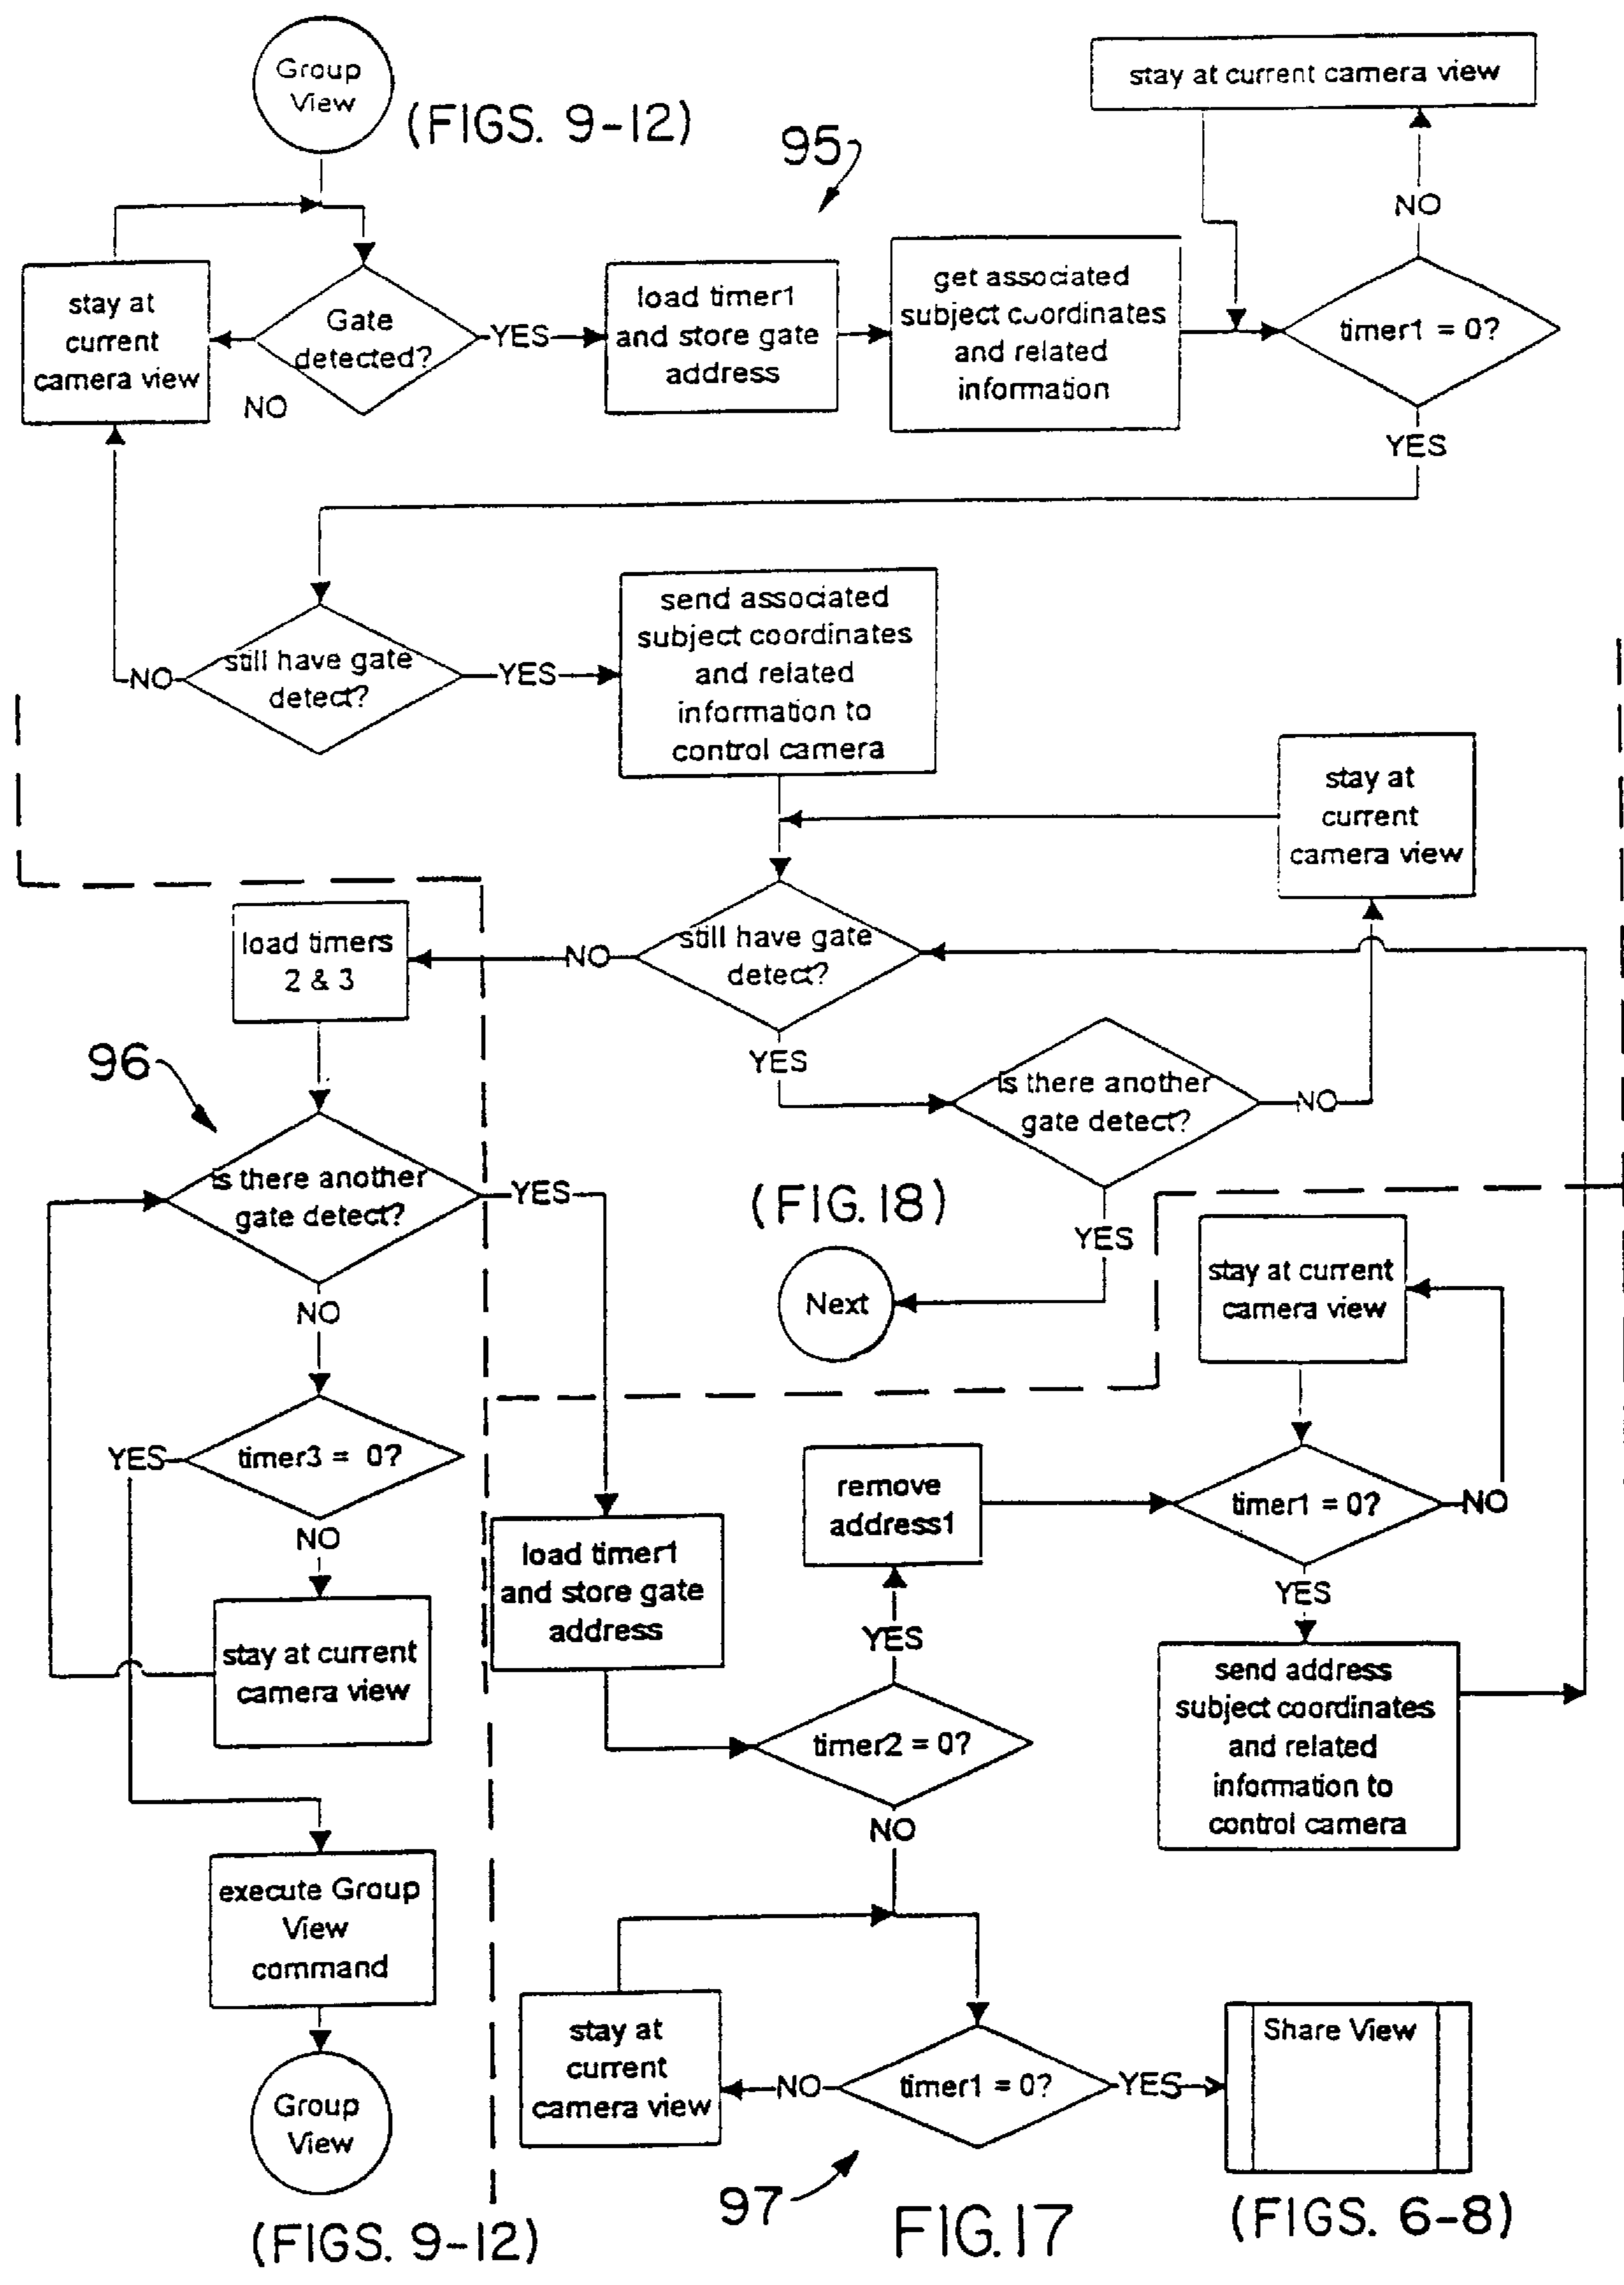 Group
View
(FIGS. 9-12)
95
stay at current camera view
NO
stay at
current
camera view
Gate
detected?
NO
YES
load timer1
and store gate
address
get associated
subject coordinates
and related
information
timer1 = 0?
YES
still have gate
detect?
NO
YES
send associated
subject coordinates
and related
information to
control camera
stay at
current
camera view
load timers
2 & 3
NO
still have gate
detect?
YES
Is there another
gate detect?
NO
YES
96
Is there another
gate detect?
YES
(FIG. 18)
Next
NO
stay at current
camera view
timer3 = 0?
YES
NO
remove
address1
timer1 = 0?
NO
YES
load timer1
and store gate
address
YES
stay at current
camera view
timer2 = 0?
NO
send address
subject coordinates
and related
information to
control camera
execute Group
View
command
stay at
current
camera view
NO
timer1 = 0?
YES
Share View
Group
View
97
FIG. 17
(FIGS. 6-8)
(FIGS. 9-12)